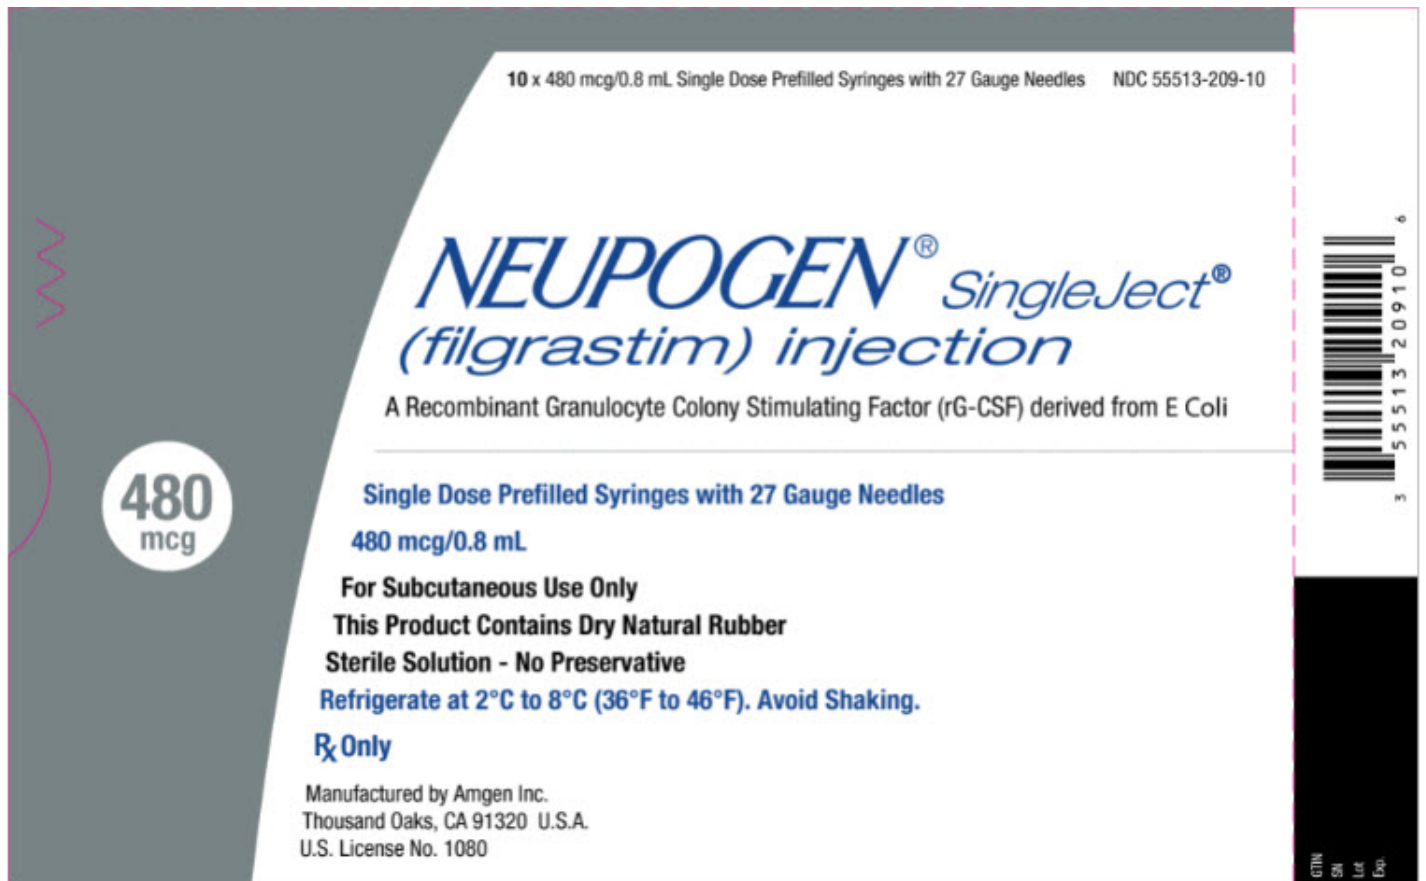 10 x 480 mcg/0.8 mL Single Dose Prefilled Syringes with 27 Gauge Needles NDC 55513-209-10
NEUPOGEN® SingleJect®
(filgrastim) injection
A Recombinant Granulocyte Colony Stimulating Factor (rG-CSF) derived from E Coli
480
mcg
Single Dose Prefilled Syringes with 27 Gauge Needles
480 mcg/0.8 mL
For Subcutaneous Use Only
This Product Contains Dry Natural Rubber
Sterile Solution - No Preservative
Refrigerate at 2°C to 8°C (36°F to 46°F). Avoid Shaking.
Rx Only
Manufactured by Amgen Inc.
Thousand Oaks, CA 91320 U.S.A.
U.S. License No. 1080
3 55513 20910 6
GTIN
SN
Lot
Exp.